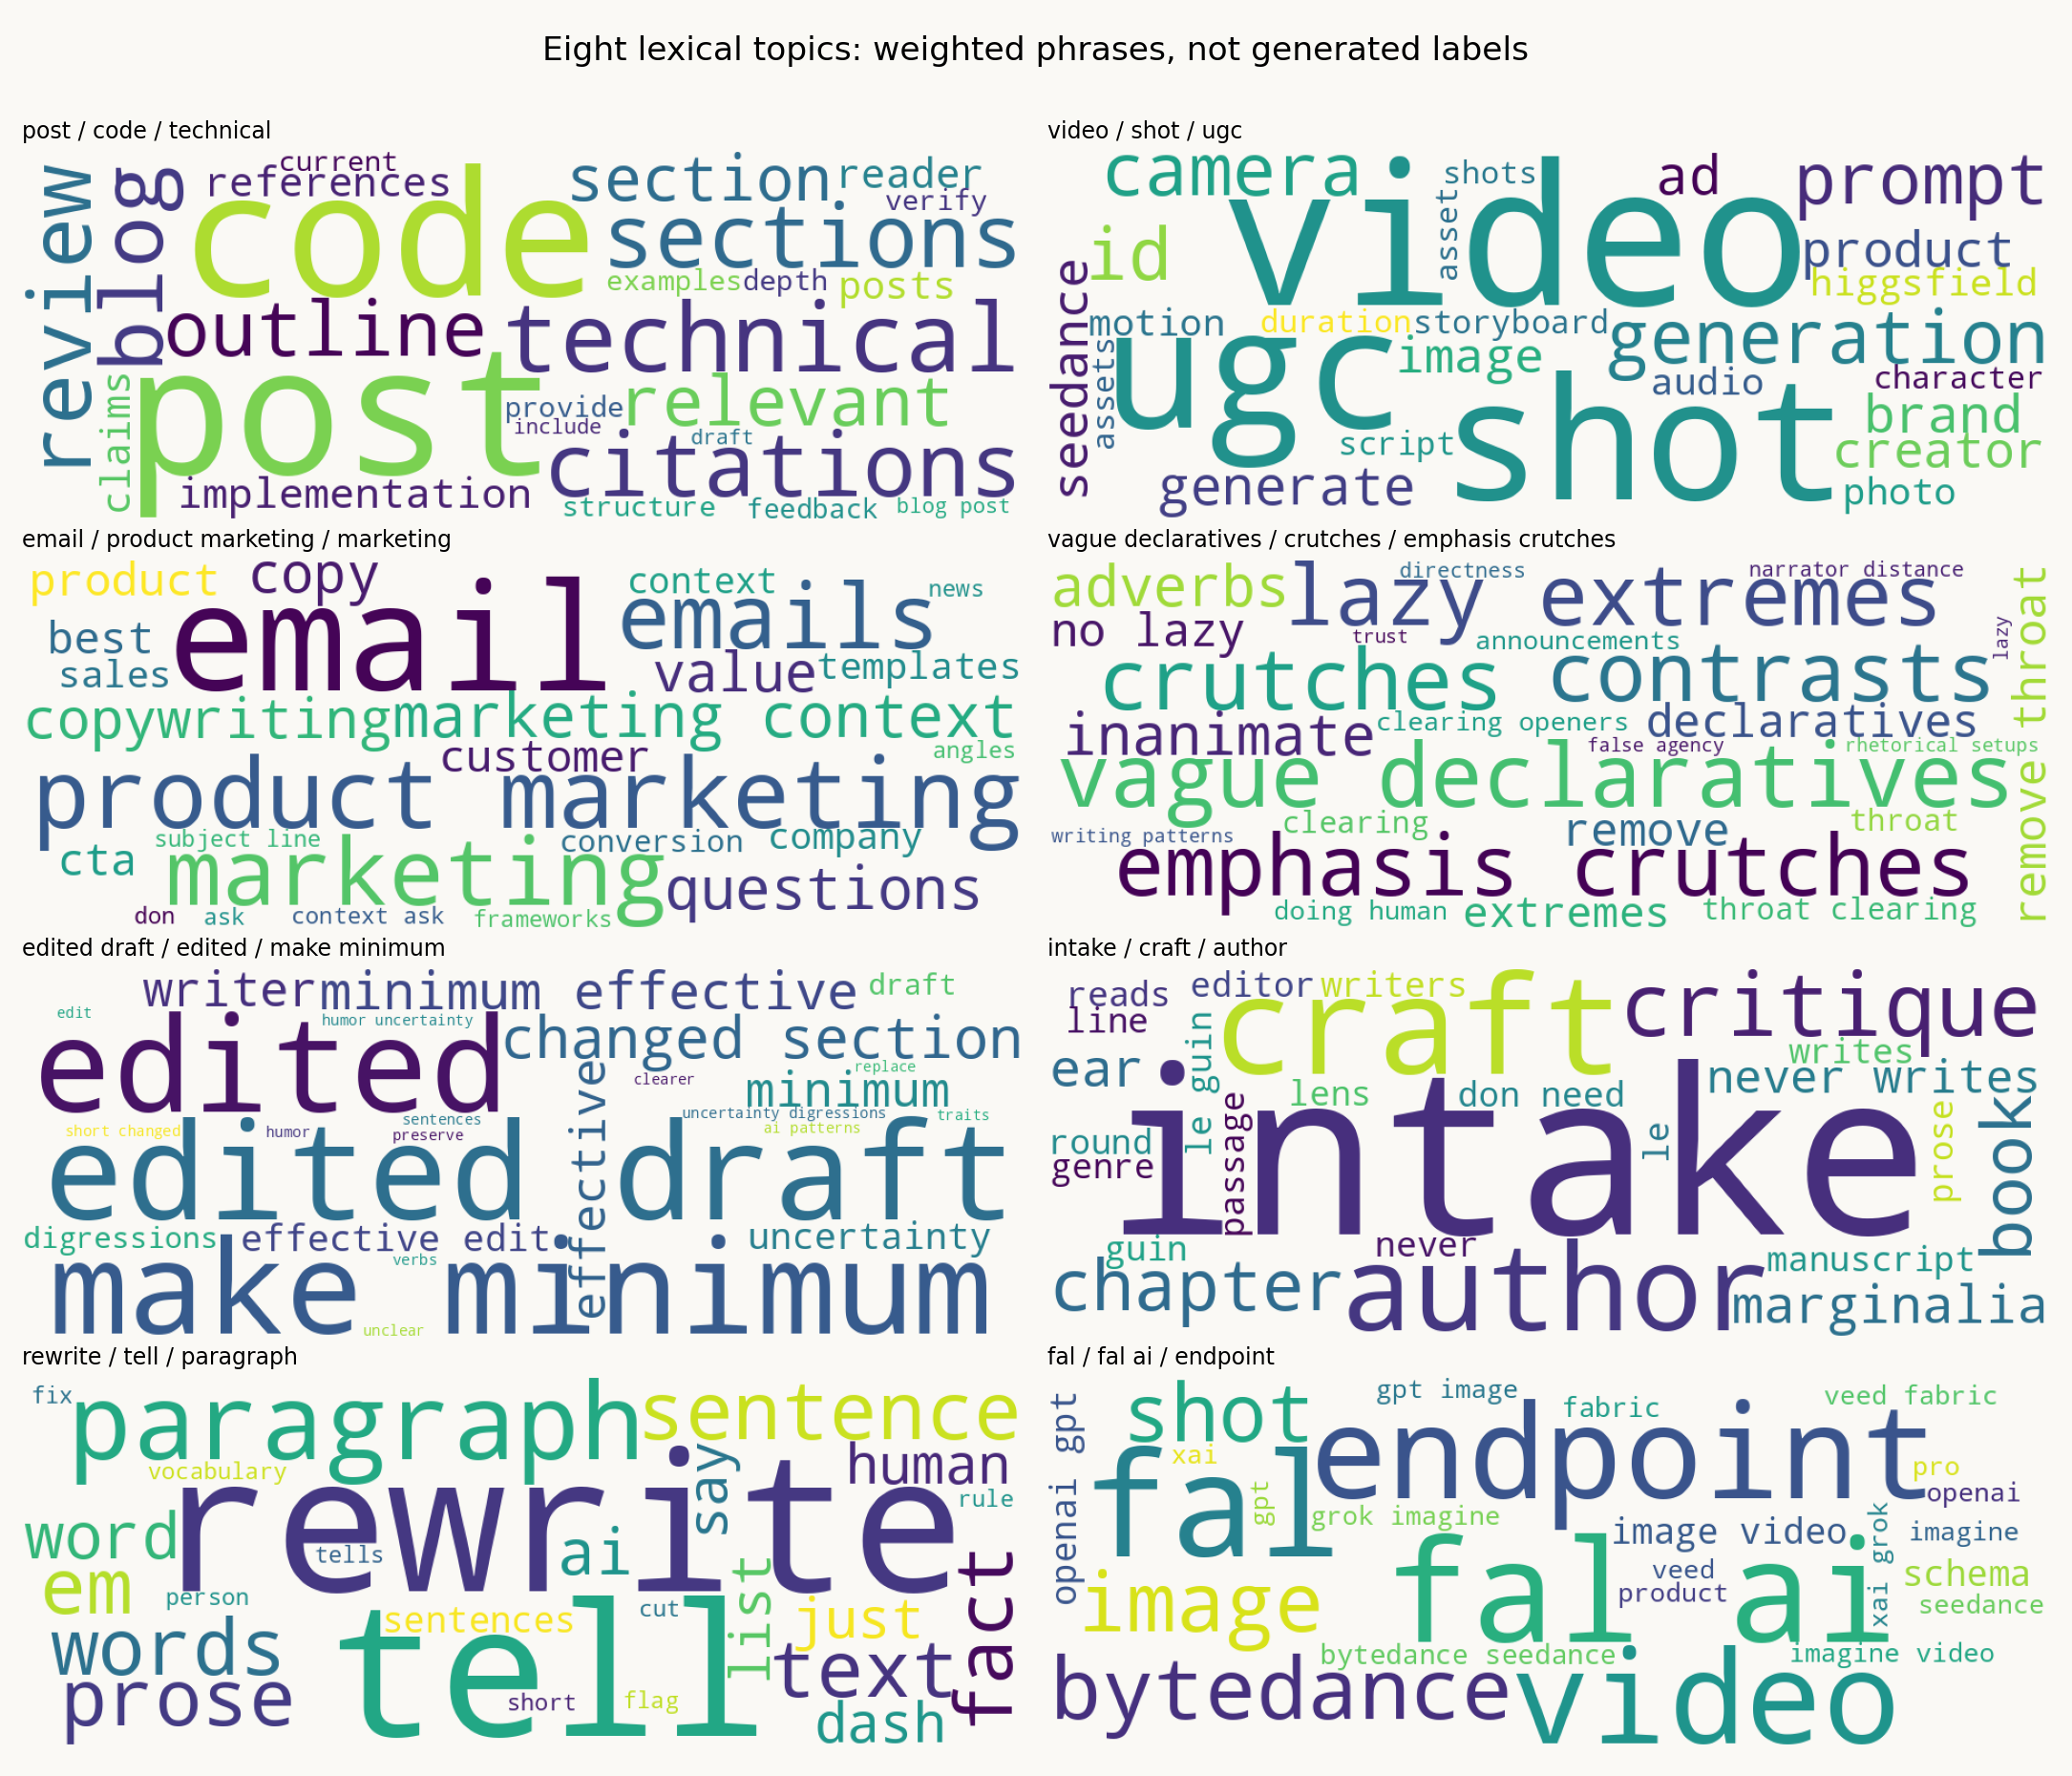 Eight lexical topics: weighted phrases, not generated labels
post / code / technical
current
references
code
section
reader
verify
sections
review
blog
examples
depth
posts
outline
technical
post
provide
include
relevant
claims
draft
citations
implementation
structure
feedback
blog post
video / shot / ugc
camera
shots
ad
prompt
video
asset
id
product
higgsfield
seedance
motion
duration
storyboard
generation
assets
ugc
image
audio
character
shot
brand
script
creator
generate
photo
email / product marketing / marketing
product
copy
context
news
email
emails
best
sales
value
templates
copywriting
marketing context
customer
angles
product marketing
subject line
conversion
company
cta
marketing
questions
don
ask
context ask
frameworks
vague declaratives / crutches / emphasis crutches
adverbs
lazy extremes
directness
narrator distance
no lazy
trust
announcements
lazy
crutches
contrasts
remove throat
inanimate
clearing openers
declaratives
false agency
rhetorical setups
vague declaratives
writing patterns
clearing
remove
throat
emphasis crutches
doing human
extremes
throat clearing
edited draft / edited / make minimum
writer
minimum effective
draft
edit
humor uncertainty
edited
changed section
clearer
replace
minimum
short changed
humor
sentences
preserve
uncertainty digressions
ai patterns
traits
edited draft
effective
digressions
effective edit
uncertainty
verbs
make minimum
unclear
intake / craft / author
reads
editor
writers
line
craft
critique
ear
le guin
writes
lens
don need
never writes
intake
round
genre
passage
le
prose
book
guin
never
manuscript
chapter
author
marginalia
rewrite / tell / paragraph
fix
paragraph
sentence
vocabulary
say
human
rewrite
rule
word
tells
ai
em
person
sentences
cut
list
just
fact
words
tell
text
prose
short
flag
dash
fal / fal ai / endpoint
openai gpt
shot
gpt image
fabric
veed fabric
xai
endpoint
fal
gpt
grok imagine
pro
openai
image video
xai grok
imagine
image
fal ai
veed
product
schema
seedance
bytedance
bytedance seedance
video
imagine video